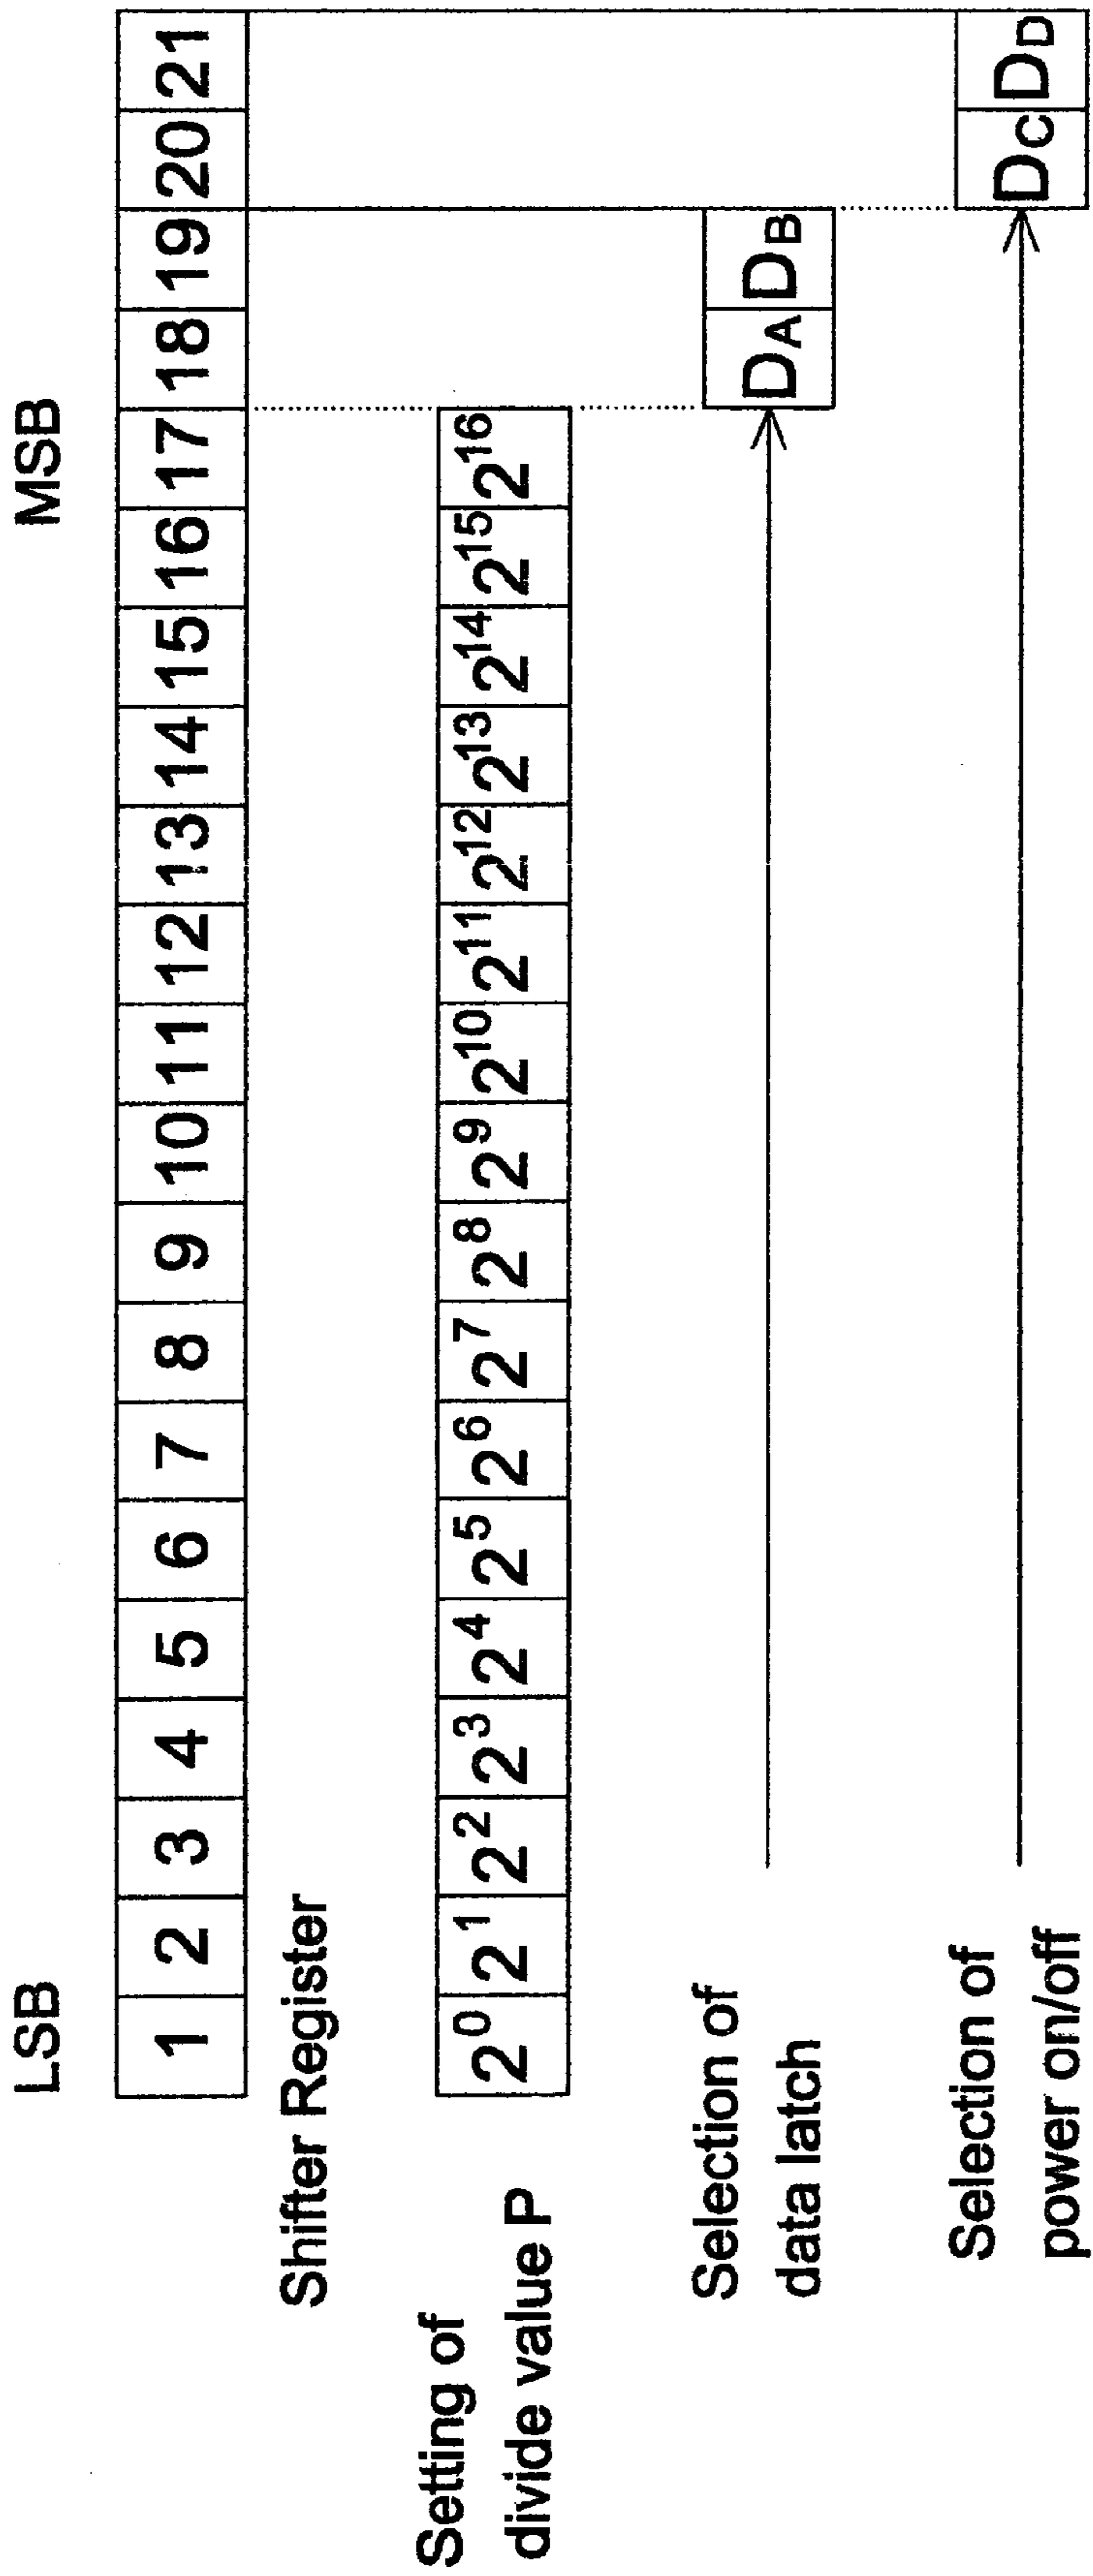 LSB MSB
1 2 3 4 5 6 7 8 9 10 11 12 13 14 15 16 17 18 19 20 21
Shifter Register
Setting of
divide value P
2⁰ 2¹ 2² 2³ 2⁴ 2⁵ 2⁶ 2⁷ 2⁸ 2⁹ 2¹⁰ 2¹¹ 2¹² 2¹³ 2¹⁴ 2¹⁵ 2¹⁶
Selection of
data latch
DA DB
Selection of
power on/off
DC DD